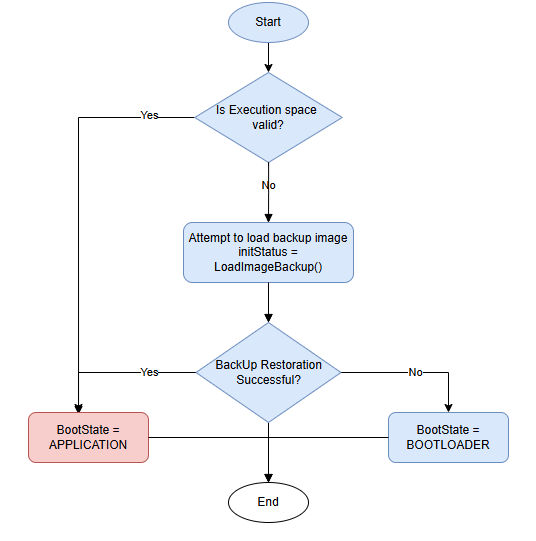 Start
Is Execution space
valid?
Yes
No
Attempt to load backup image
initStatus =
LoadImageBackup()
BackUp Restoration
Successful?
Yes
No
BootState =
APPLICATION
BootState =
BOOTLOADER
End